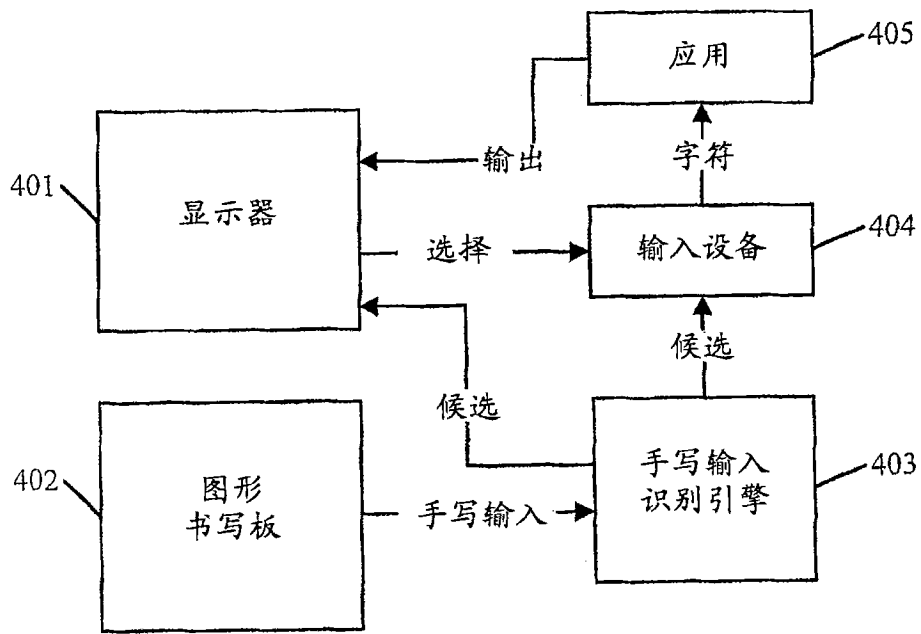 应用
405
输出
字符
401
显示器
选择
输入设备
404
候选
候选
402
图形
书写板
手写输入
手写输入
识别引擎
403